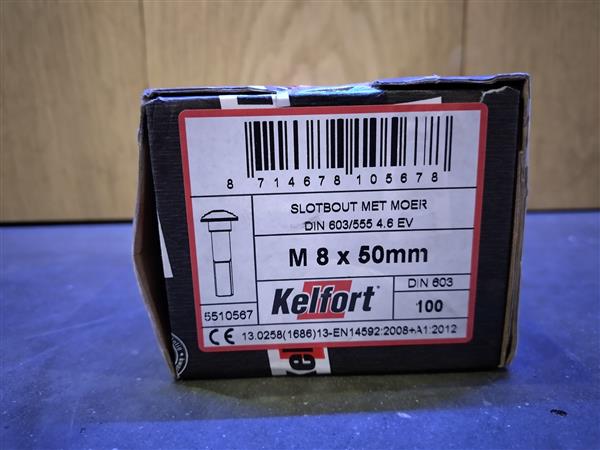 8 714678 105678
SLOTBOUT MET MOER
DIN 603/555 4.6 EV
M 8 x 50mm
5510567
Kelfort
DIN 603
100
CE 13.0258(1686)13-EN14592:2008+A1:2012
Kelfort